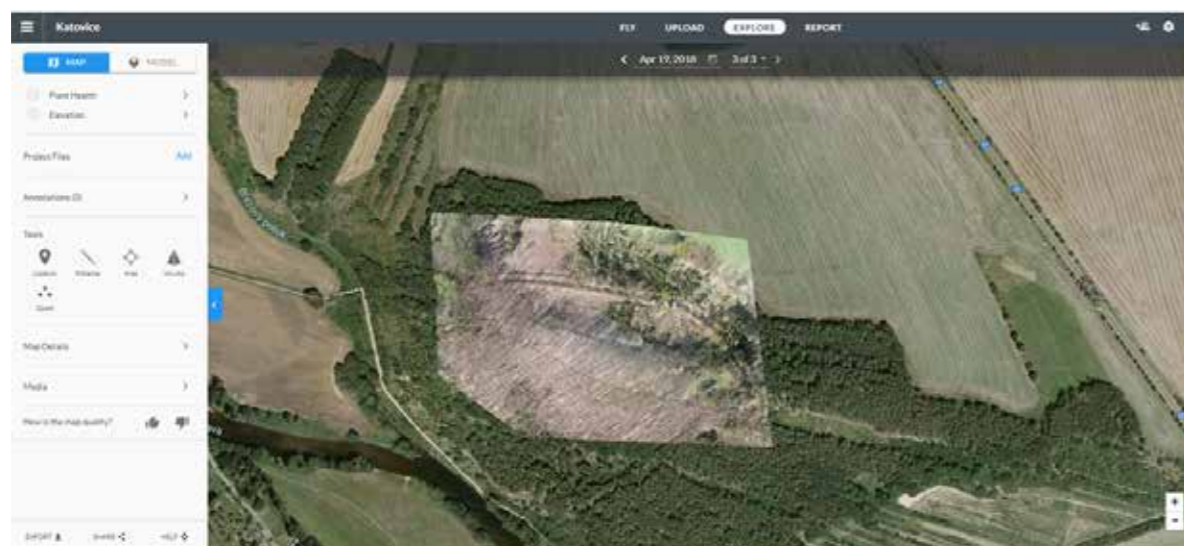 Katovice
FLY UPLOAD EXPLORE REPORT
Apr 19, 2018 3 of 3
MAP MODEL
Plant Health
Elevation
Project Files Add
Annotations (0)
Tools
Location Distance Area Volume
Count
Map Details
Media
How is the map quality?
EXPORT SHARE HELP